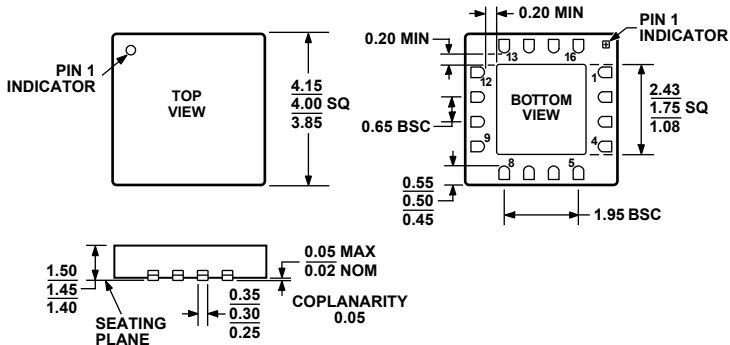 PIN 1
INDICATOR
TOP
VIEW
4.15
4.00 SQ
3.85
0.20 MIN
0.20 MIN
PIN 1
INDICATOR
13
16
12
1
0.65 BSC
BOTTOM
VIEW
2.43
1.75 SQ
1.08
9
4
8
5
0.55
0.50
0.45
1.95 BSC
1.50
1.45
1.40
SEATING
PLANE
0.35
0.30
0.25
0.05 MAX
0.02 NOM
COPLANARITY
0.05